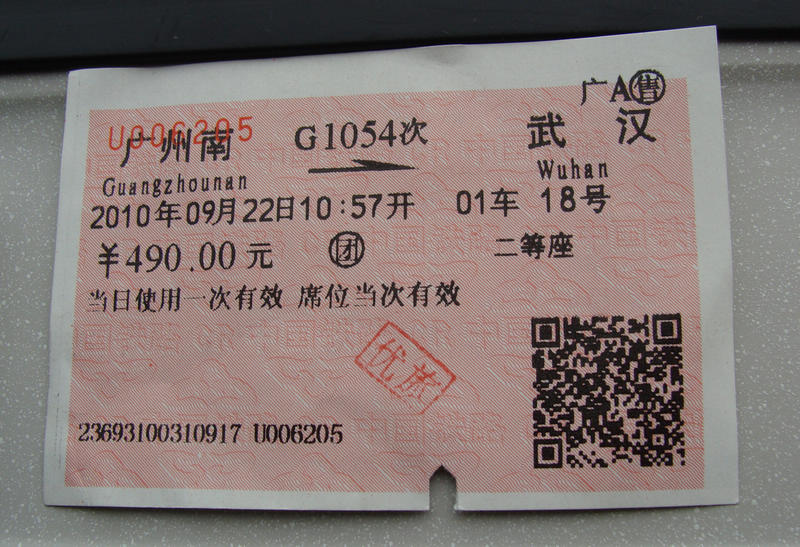 广A售
U006205
广州南 G1054次 武汉
Guangzhounan Wuhan
2010年09月22日10:57开 01车 18号
¥490.00元 团 二等座
当日使用一次有效 席位当次有效
23693100310917 U006205